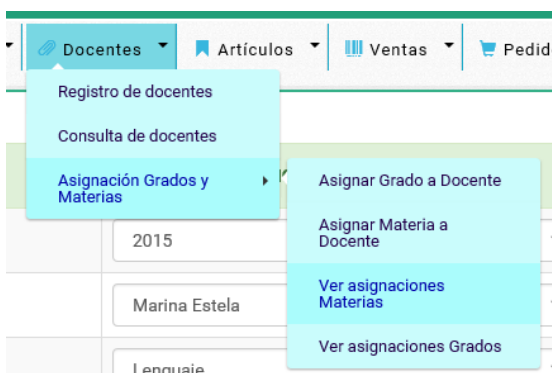 Docentes Artículos Ventas Pedid
Registro de docentes
Consulta de docentes
Asignación Grados y
Materias
Asignar Grado a Docente
Asignar Materia a
Docente
Ver asignaciones
Materias
Ver asignaciones Grados
2015
Marina Estela
Lenguaje